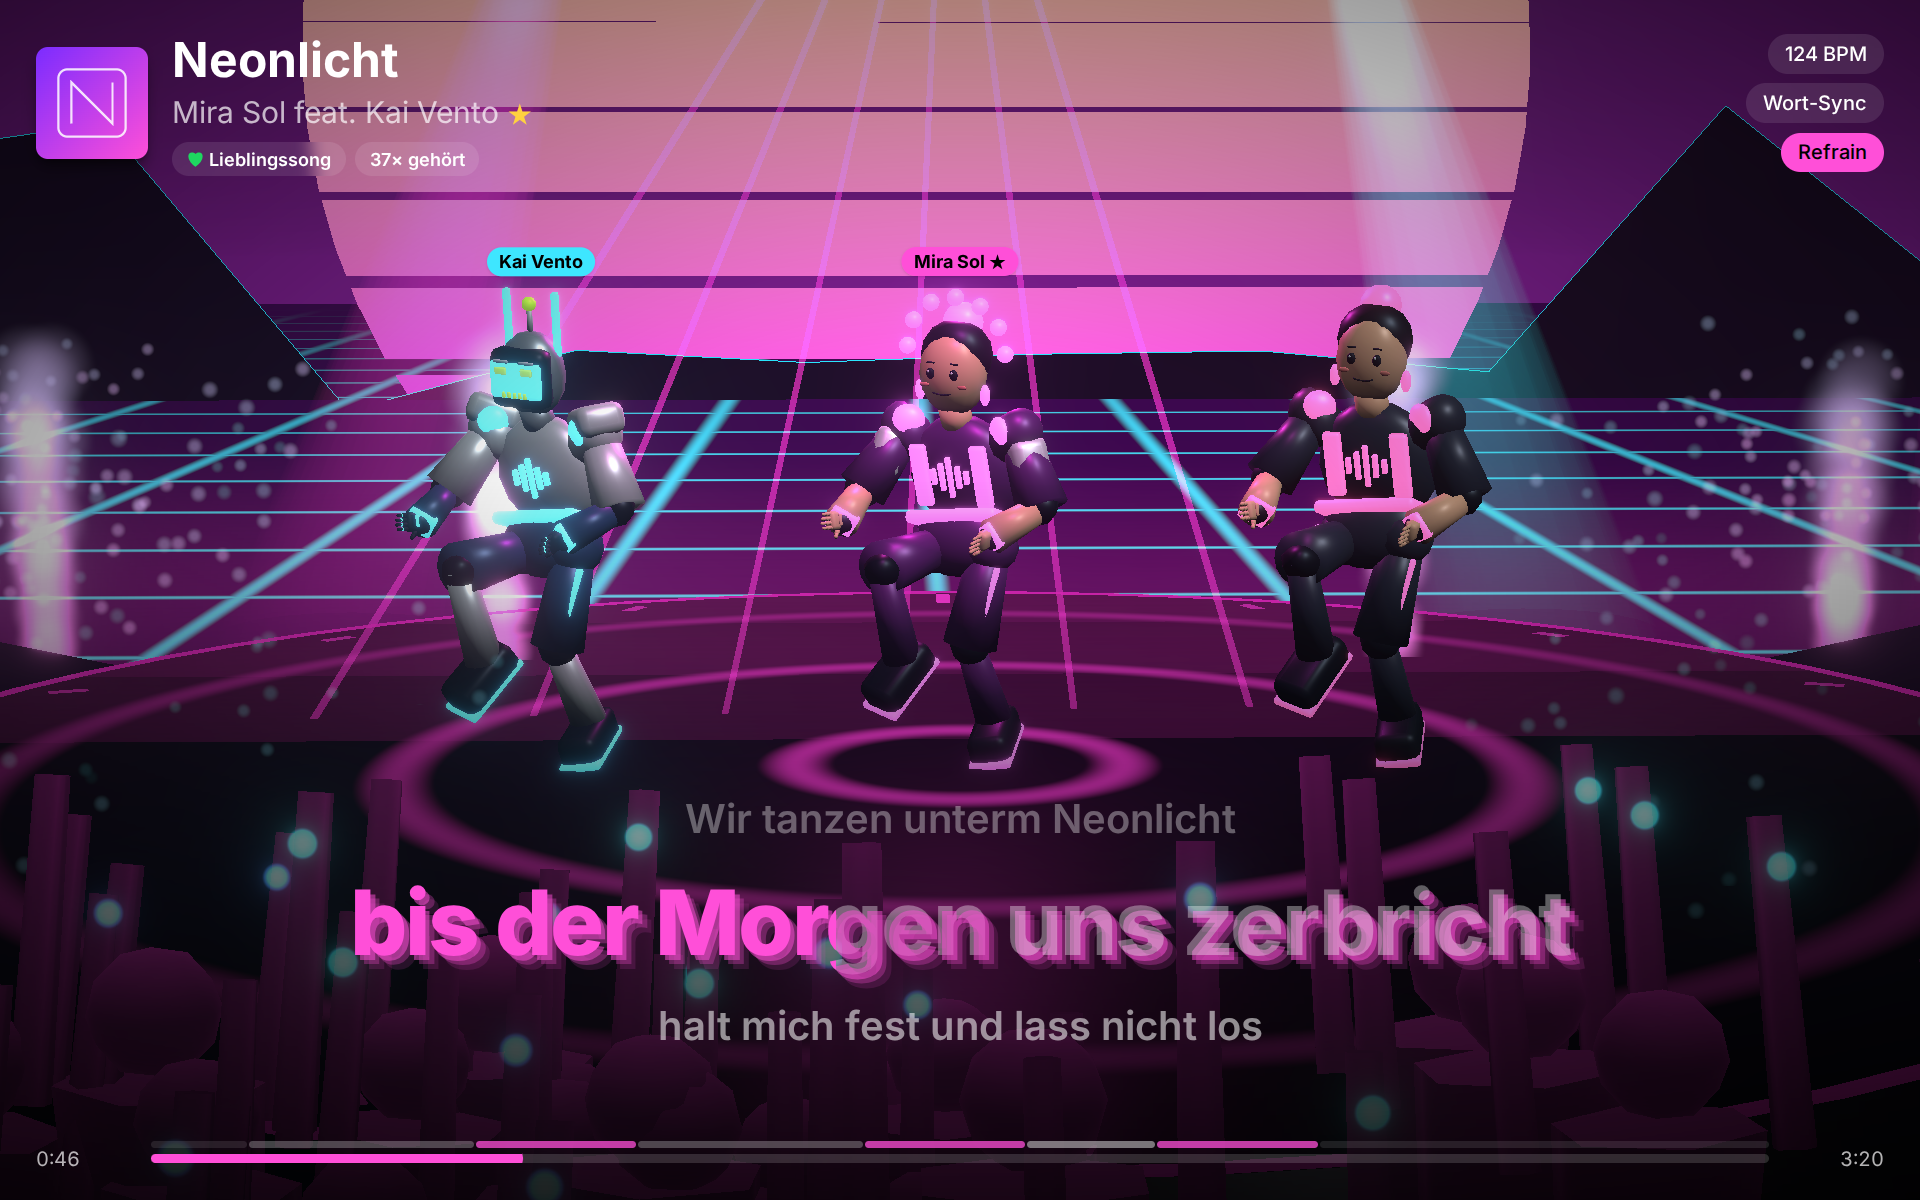 N
Neonlicht
Mira Sol feat. Kai Vento ★
Lieblingssong
37× gehört
124 BPM
Wort-Sync
Refrain
Kai Vento
Mira Sol ★
Wir tanzen unterm Neonlicht
bis der Morgen uns zerbricht
halt mich fest und lass nicht los
0:46
3:20